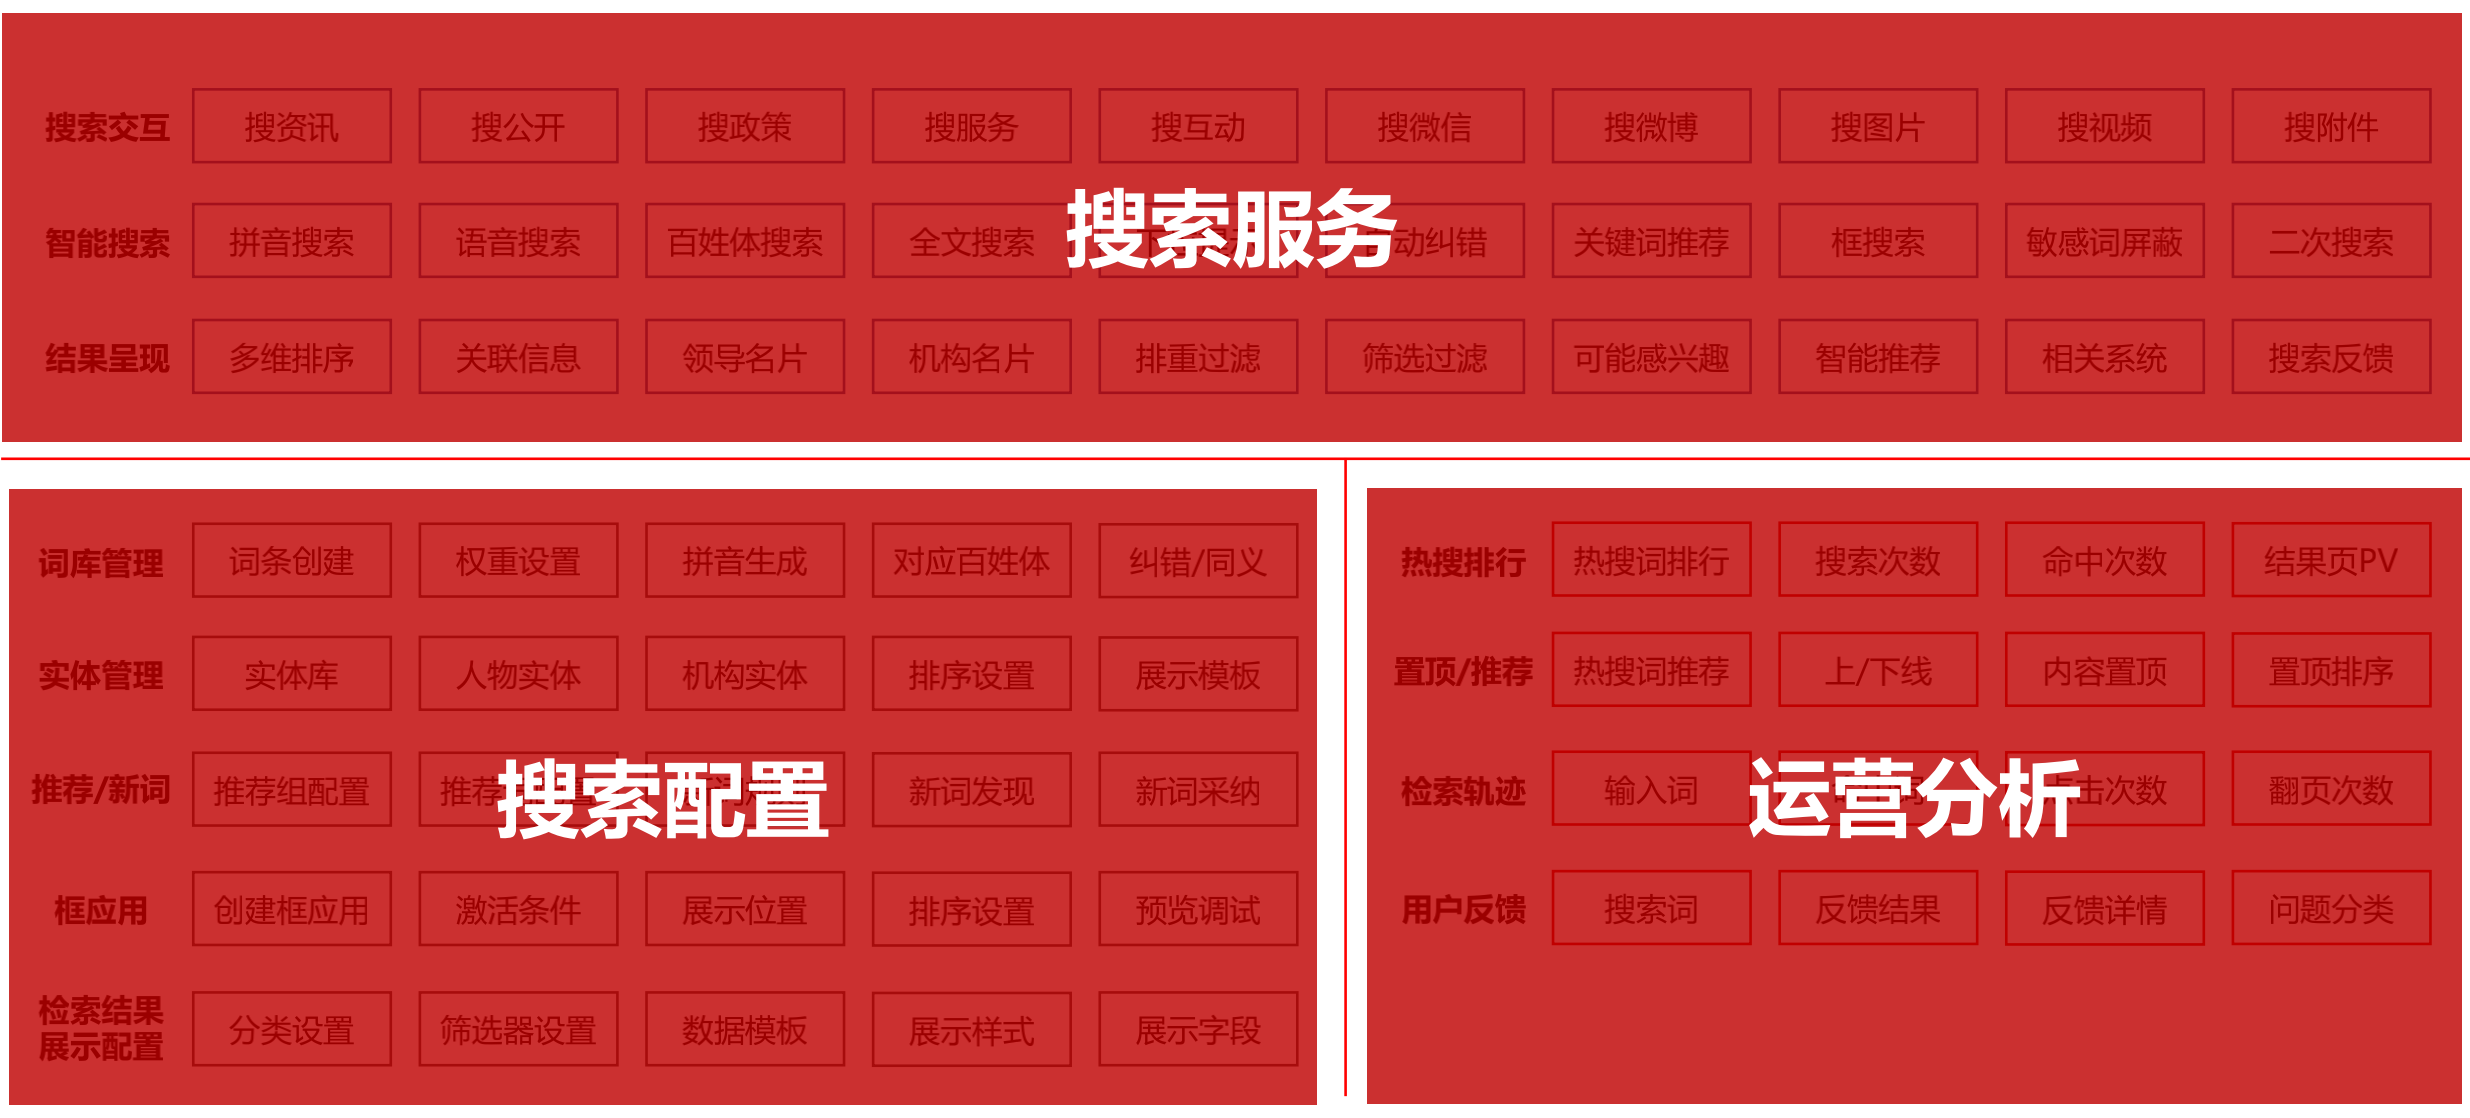 搜索服务
搜索交互 搜资讯 搜公开 搜政策 搜服务 搜互动 搜微信 搜微博 搜图片 搜视频 搜附件
智能搜索 拼音搜索 语音搜索 百姓体搜索 全文搜索 动纠错 关键词推荐 框搜索 敏感词屏蔽 二次搜索
结果呈现 多维排序 关联信息 领导名片 机构名片 排重过滤 筛选过滤 可能感兴趣 智能推荐 相关系统 搜索反馈
搜索配置
词库管理 词条创建 权重设置 拼音生成 对应百姓体 纠错/同义
实体管理 实体库 人物实体 机构实体 排序设置 展示模板
推荐/新词 推荐组配置 推荐 新词发现 新词采纳
框应用 创建框应用 激活条件 展示位置 排序设置 预览调试
检索结果
展示配置 分类设置 筛选器设置 数据模板 展示样式 展示字段
运营分析
热搜排行 热搜词排行 搜索次数 命中次数 结果页PV
置顶/推荐 热搜词推荐 上/下线 内容置顶 置顶排序
检索轨迹 输入词 点击次数 翻页次数
用户反馈 搜索词 反馈结果 反馈详情 问题分类